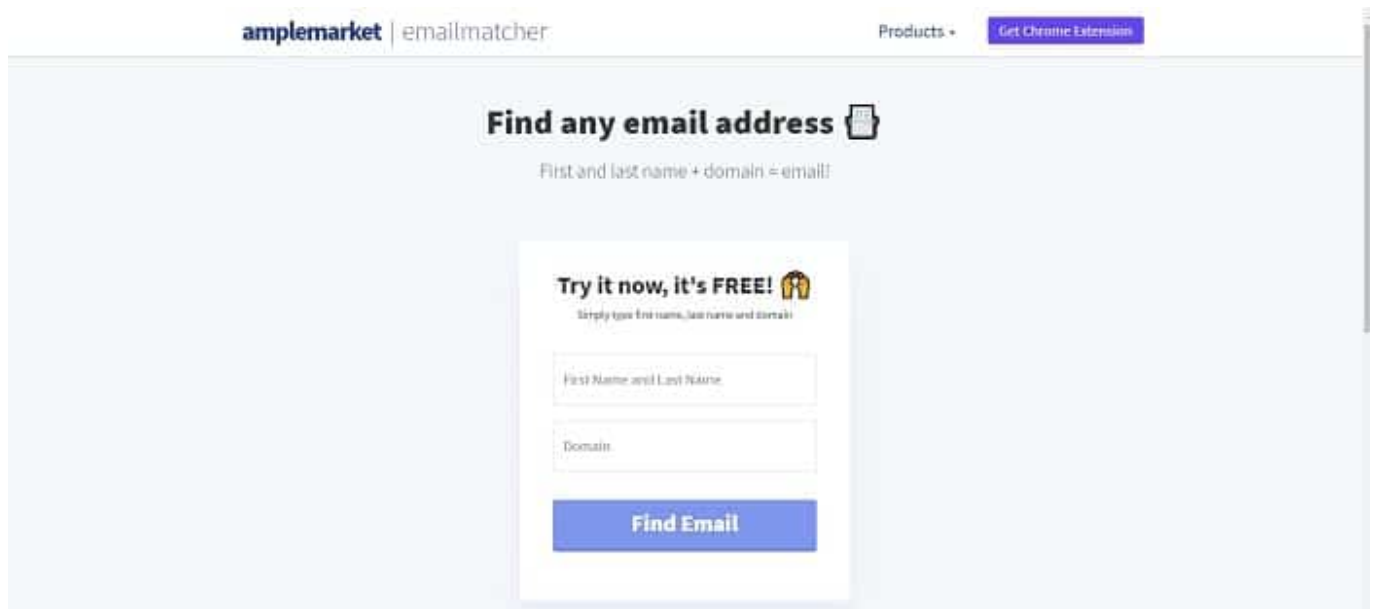 amplemarket | emailmatcher
Products
Get Chrome Extension
Find any email address
First and last name + domain = email!
Try it now, it's FREE!
Simply type first name, last name and domain
First Name and Last Name
Domain
Find Email